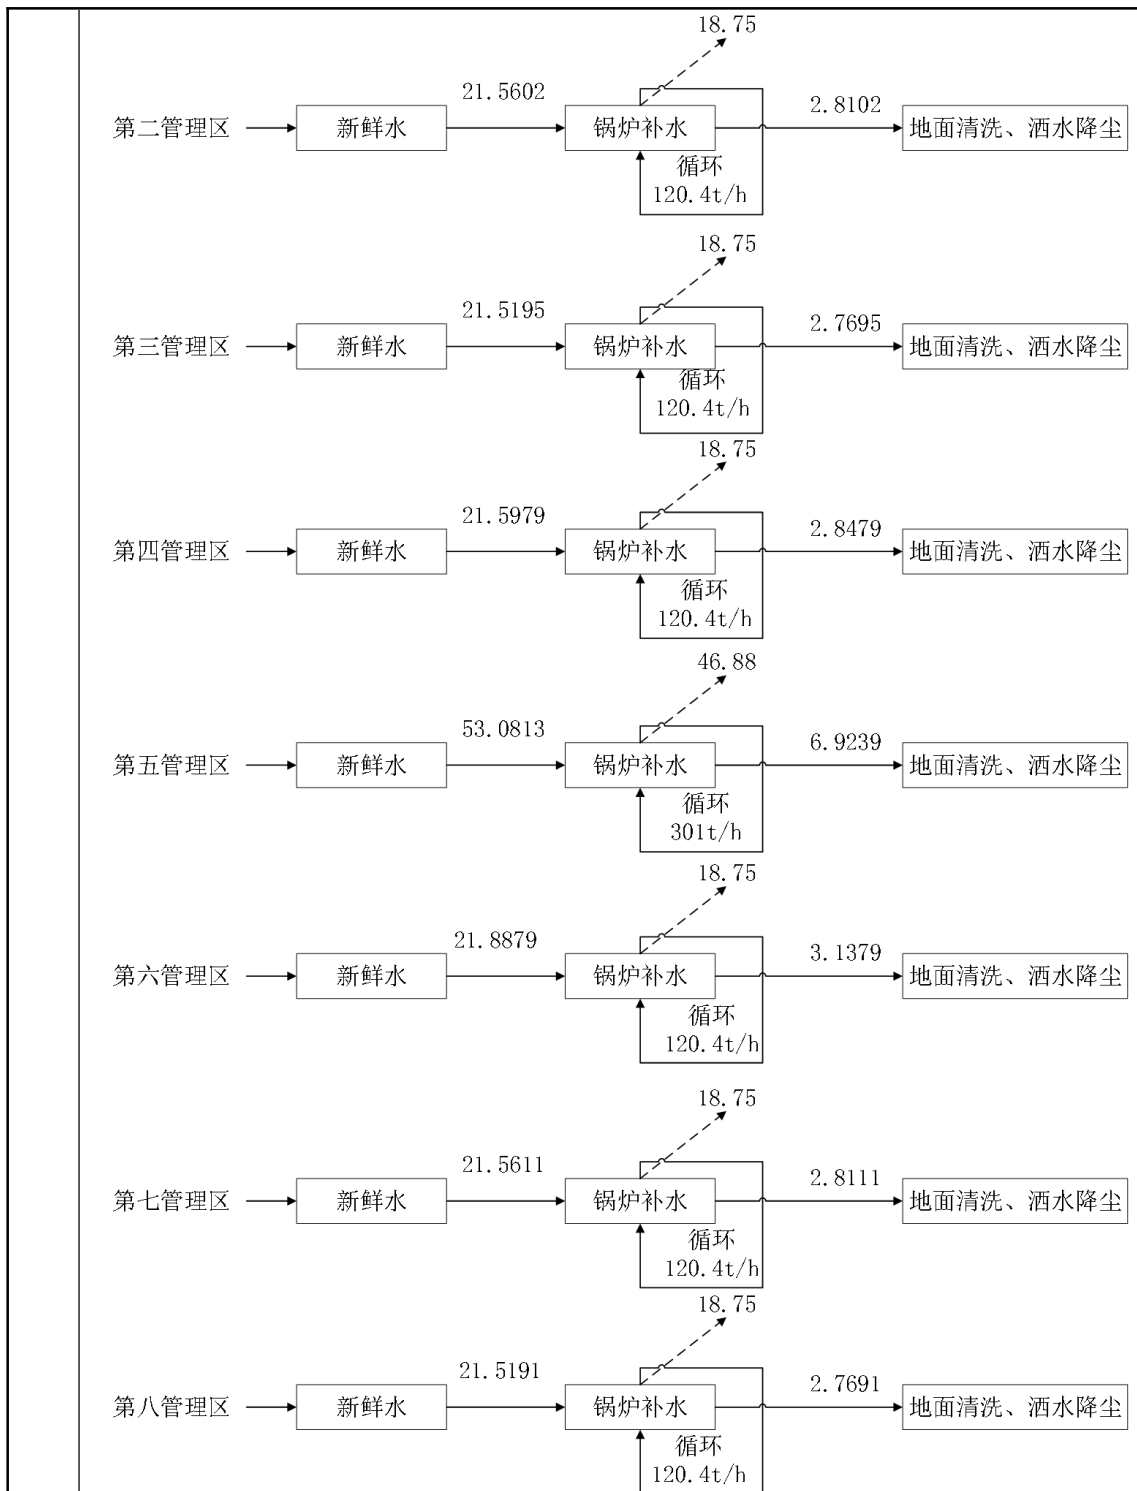 18.75
21.5602
2.8102
第二管理区
新鲜水
锅炉补水
地面清洗、洒水降尘
循环
120.4t/h
18.75
21.5195
2.7695
第三管理区
新鲜水
锅炉补水
地面清洗、洒水降尘
循环
120.4t/h
18.75
21.5979
2.8479
第四管理区
新鲜水
锅炉补水
地面清洗、洒水降尘
循环
120.4t/h
46.88
53.0813
6.9239
第五管理区
新鲜水
锅炉补水
地面清洗、洒水降尘
循环
301t/h
18.75
21.8879
3.1379
第六管理区
新鲜水
锅炉补水
地面清洗、洒水降尘
循环
120.4t/h
18.75
21.5611
2.8111
第七管理区
新鲜水
锅炉补水
地面清洗、洒水降尘
循环
120.4t/h
18.75
21.5191
2.7691
第八管理区
新鲜水
锅炉补水
地面清洗、洒水降尘
循环
120.4t/h